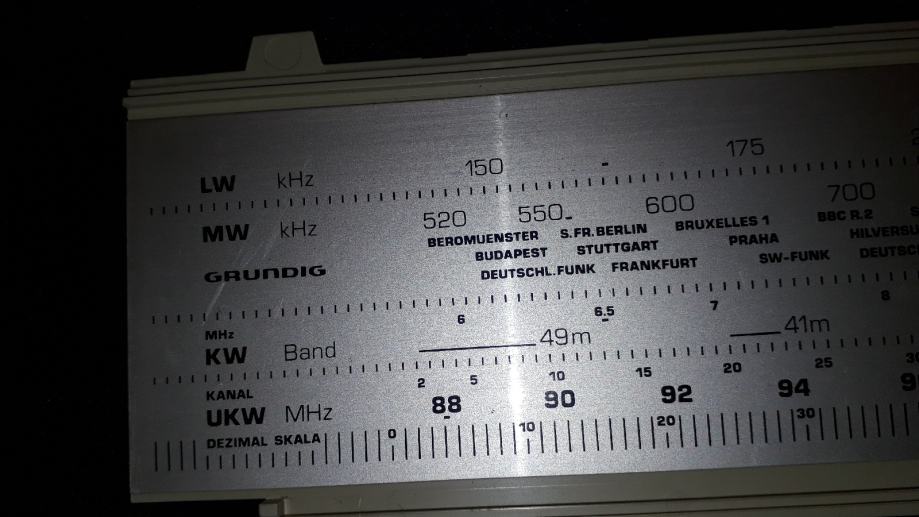 LW kHz 150 175
MW kHz 520 550 600 700
BEROMUENSTER S.FR.BERLIN BRUXELLES 1 BBC R.2
BUDAPEST STUTTGART PRAHA
GRUNDIG DEUTSCHL.FUNK FRANKFURT SW-FUNK
MHz 6 6.5 7 8
KW Band 49m 41m
KANAL 2 5 10 15 20 25
UKW MHz 88 90 92 94
DEZIMAL SKALA 0 10 20 30